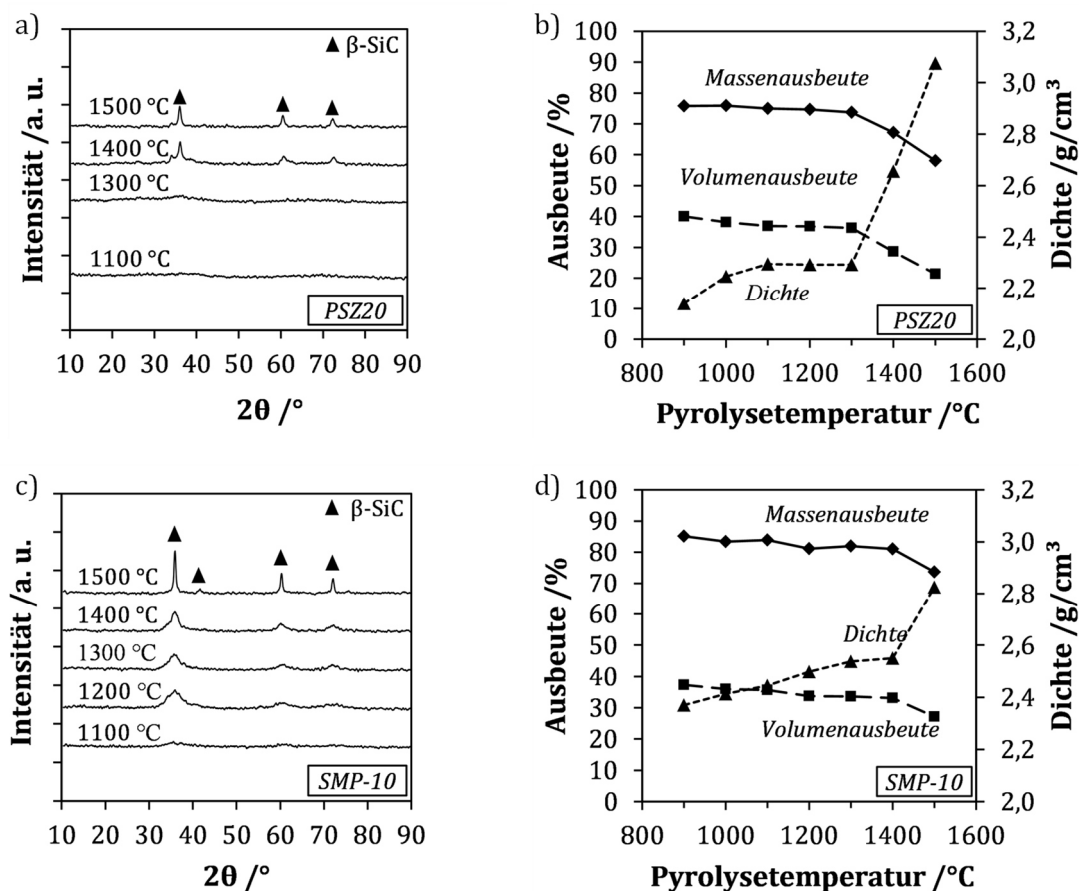 a)
▲ β-SiC
1500 °C
1400 °C
1300 °C
1100 °C
PSZ20
Intensität /a. u.
10 20 30 40 50 60 70 80 90
2θ /°
b)
100
90
80
70
60
50
40
30
20
10
0
Ausbeute /%
Massenausbeute
Volumenausbeute
Dichte
PSZ20
3,2
3,0
2,8
2,6
2,4
2,2
2,0
Dichte /g/cm³
800 1000 1200 1400 1600
Pyrolysetemperatur /°C
c)
▲ β-SiC
1500 °C
1400 °C
1300 °C
1200 °C
1100 °C
SMP-10
Intensität /a. u.
10 20 30 40 50 60 70 80 90
2θ /°
d)
100
90
80
70
60
50
40
30
20
10
0
Ausbeute /%
Massenausbeute
Dichte
Volumenausbeute
SMP-10
3,2
3,0
2,8
2,6
2,4
2,2
2,0
Dichte /g/cm³
800 1000 1200 1400 1600
Pyrolysetemperatur /°C